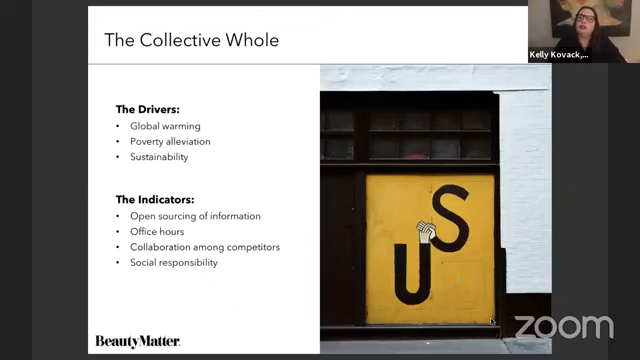 The Collective Whole
Kelly Kovack,...
The Drivers:
• Global warming
• Poverty alleviation
• Sustainability
The Indicators:
• Open sourcing of information
• Office hours
• Collaboration among competitors
• Social responsibility
US
BeautyMatter.
zoom